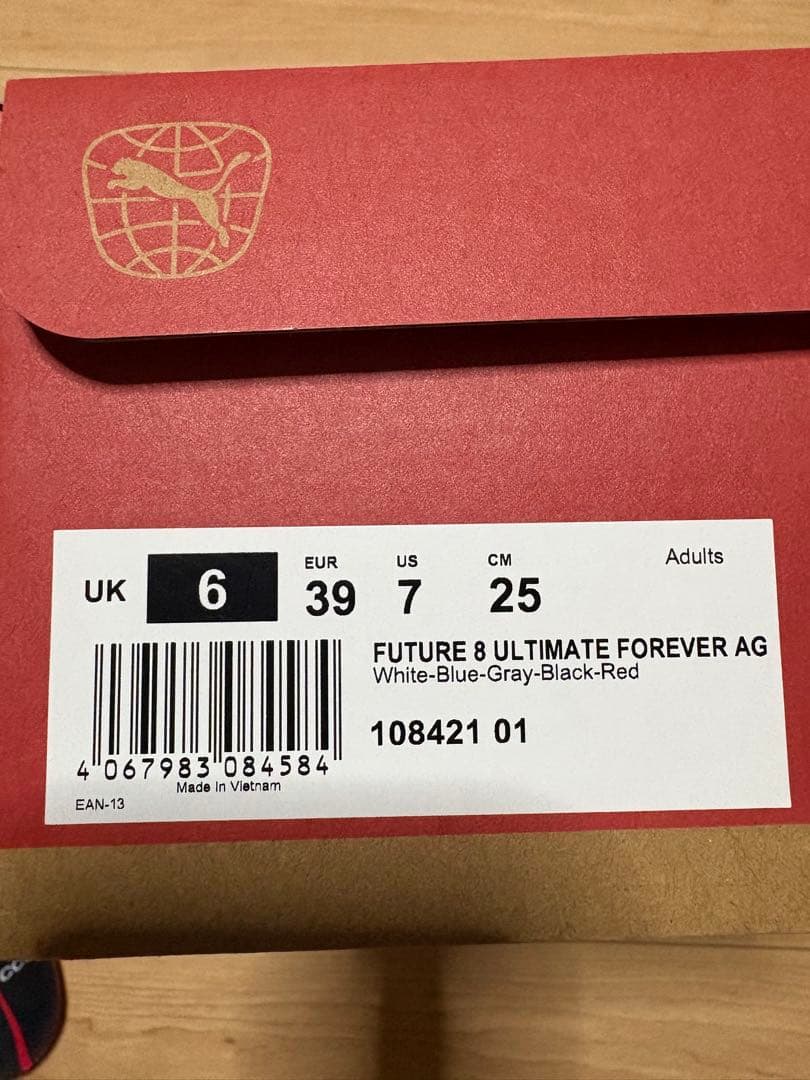 UK 6 EUR 39 US 7 CM 25 Adults
FUTURE 8 ULTIMATE FOREVER AG
White-Blue-Gray-Black-Red
108421 01
4 067983 084584
Made In Vietnam
EAN-13